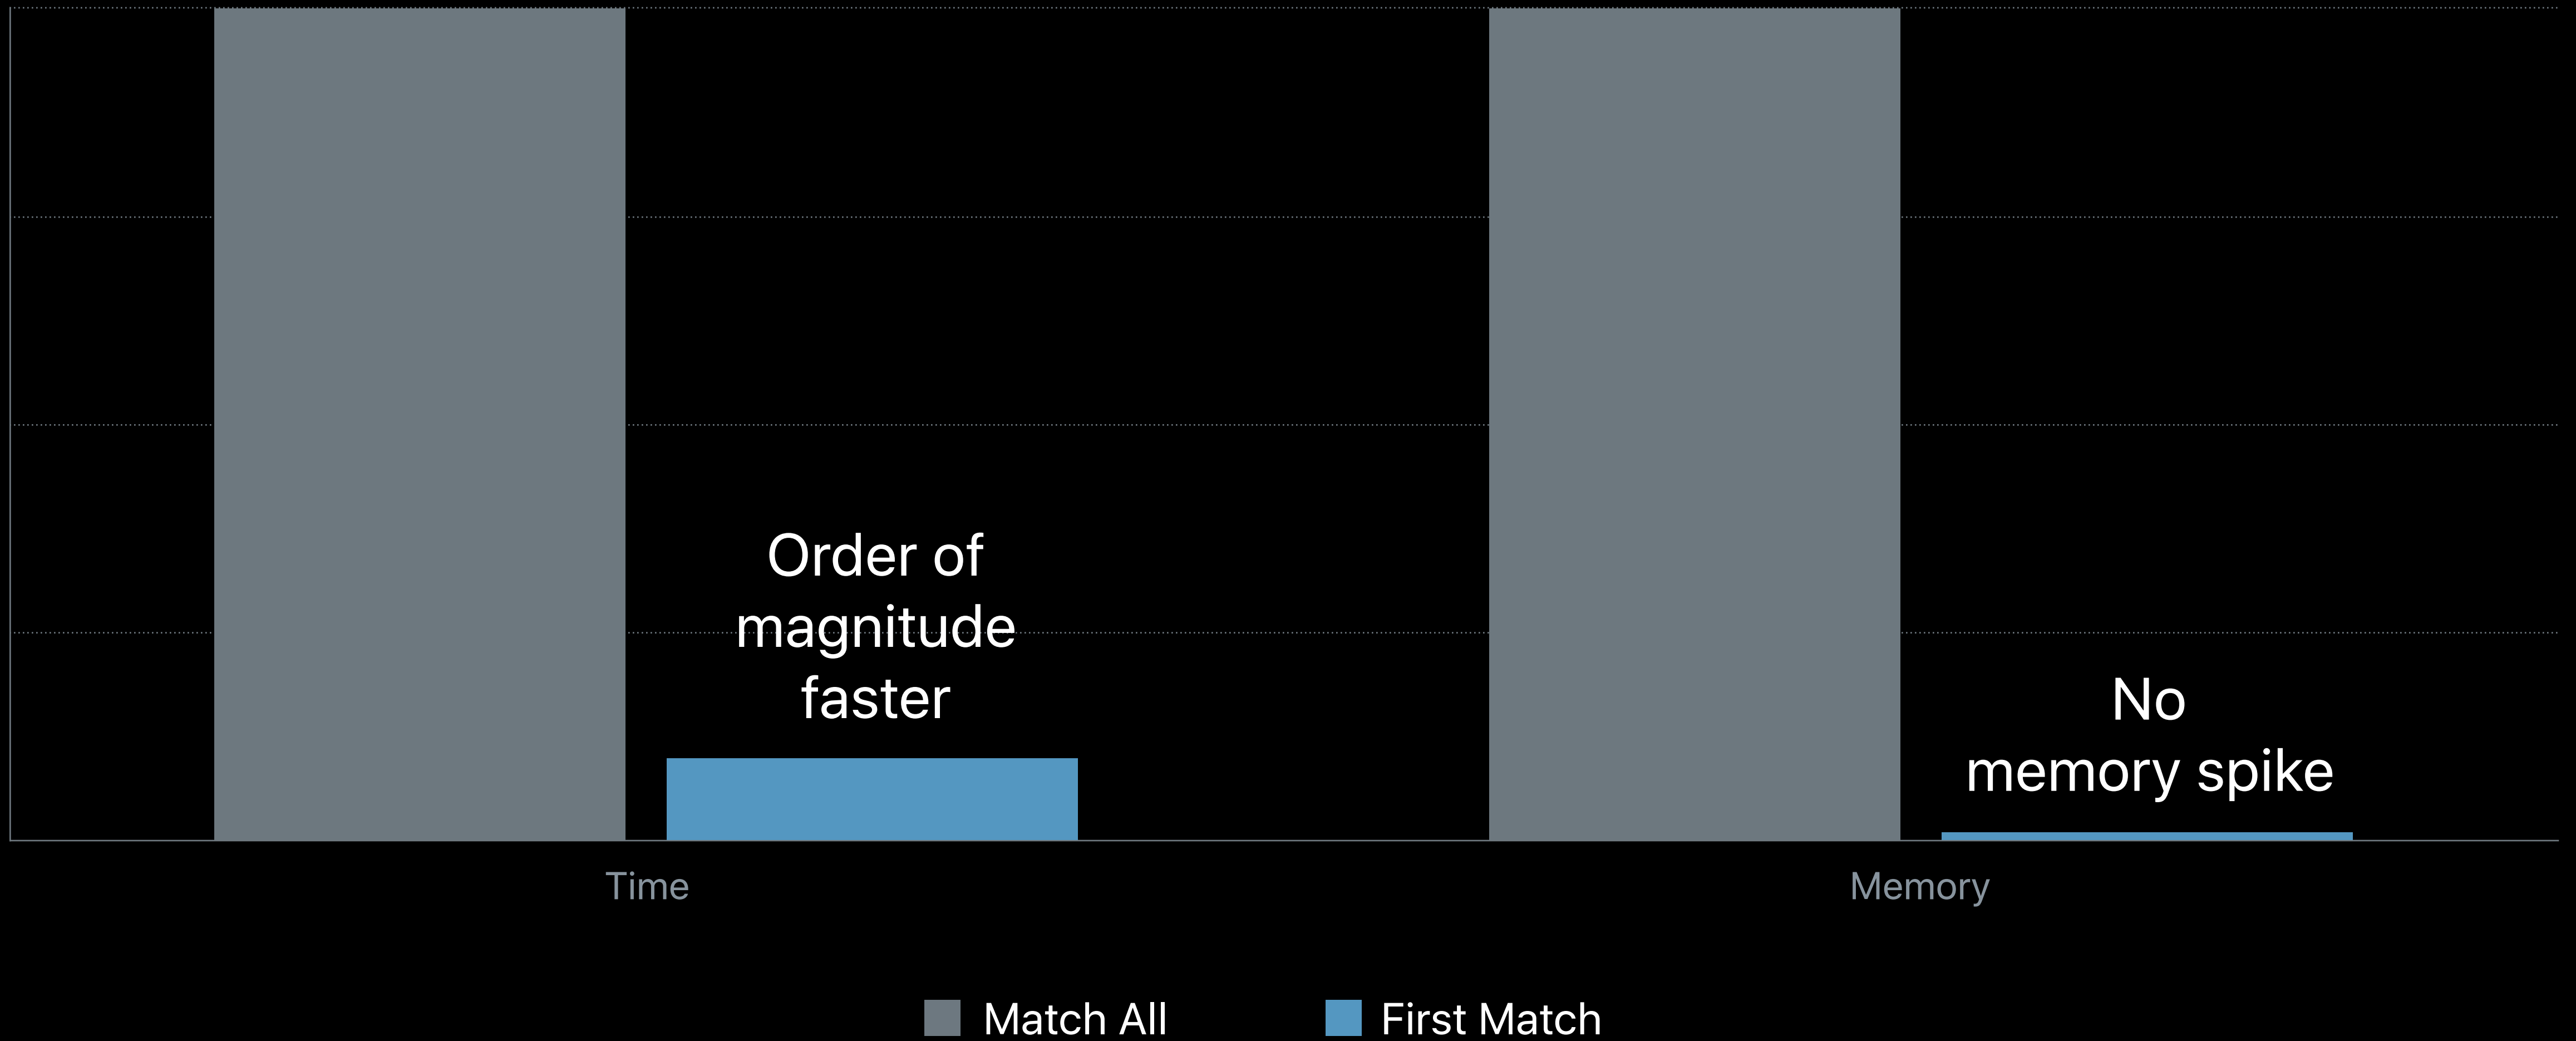 Order of
magnitude
faster
No
memory spike
Time
Memory
Match All
First Match